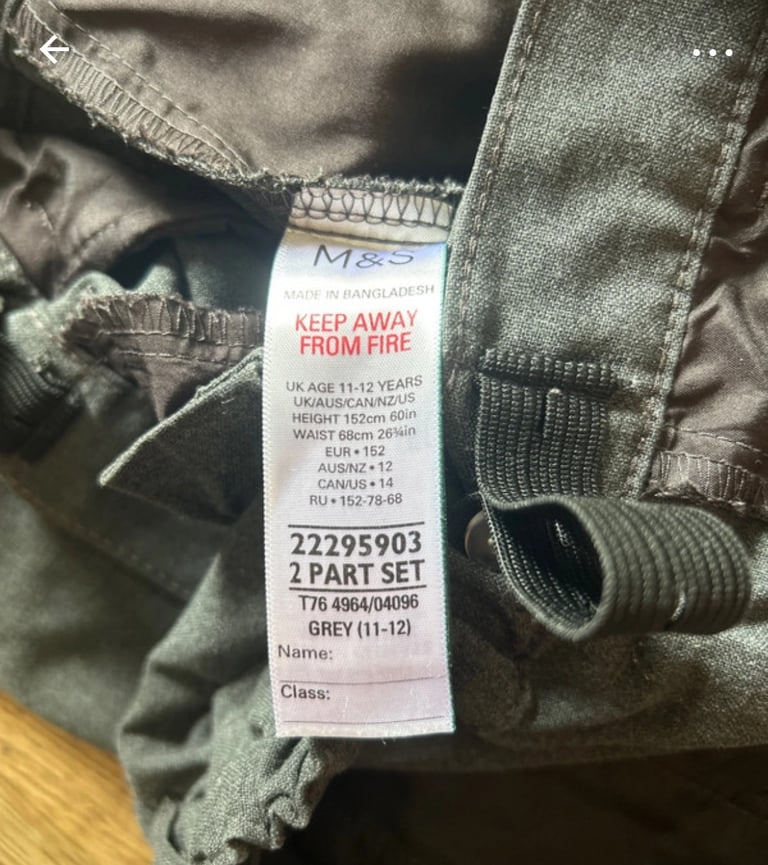 M&S
MADE IN BANGLADESH
KEEP AWAY
FROM FIRE
UK AGE 11-12 YEARS
UK/AUS/CAN/NZ/US
HEIGHT 152cm 60in
WAIST 68cm 26¾in
EUR • 152
AUS/NZ • 12
CAN/US • 14
RU • 152-78-68
22295903
2 PART SET
T76 4964/04096
GREY (11-12)
Name:
Class: